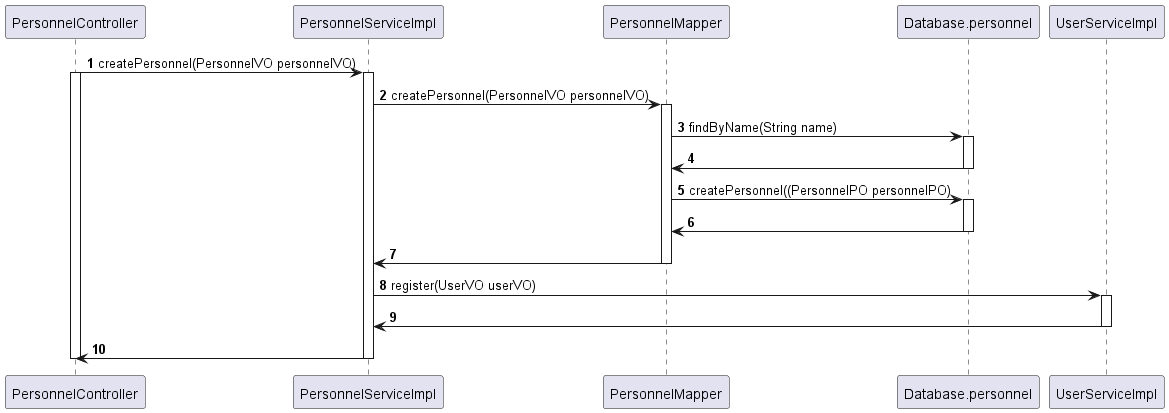 PersonnelController PersonnelServiceImpl PersonnelMapper Database.personnel UserServiceImpl
1 createPersonnel(PersonnelVO personnelVO)
2 createPersonnel(PersonnelVO personnelVO)
3 findByName(String name)
4
5 createPersonnel((PersonnelPO personnelPO)
6
7
8 register(UserVO userVO)
9
10
PersonnelController PersonnelServiceImpl PersonnelMapper Database.personnel UserServiceImpl